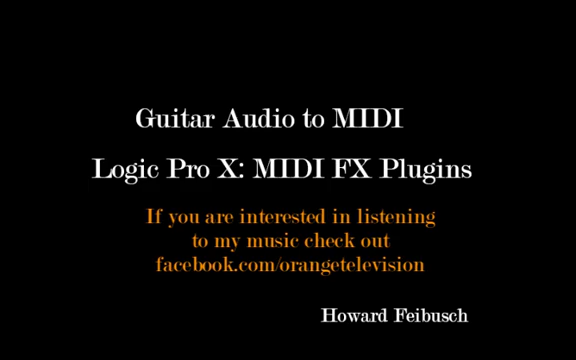 Guitar Audio to MIDI
Logic Pro X: MIDI FX Plugins
If you are interested in listening
to my music check out
facebook.com/orangetelevision
Howard Feibusch